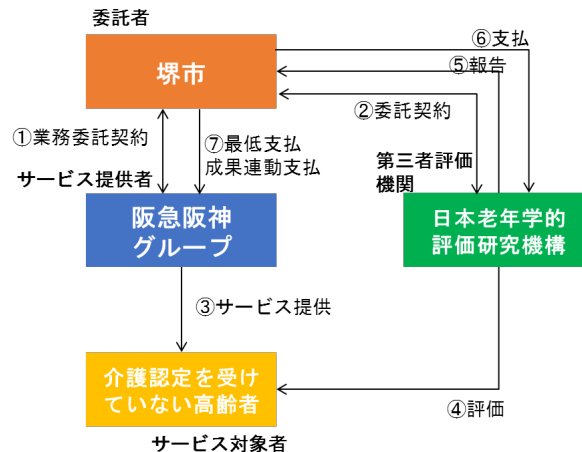 委託者
堺市
⑥支払
⑤報告
②委託契約
①業務委託契約
⑦最低支払
成果連動支払
サービス提供者
第三者評価
機関
阪急阪神
グループ
日本老年学的
評価研究機構
③サービス提供
介護認定を受け
ていない高齢者
④評価
サービス対象者